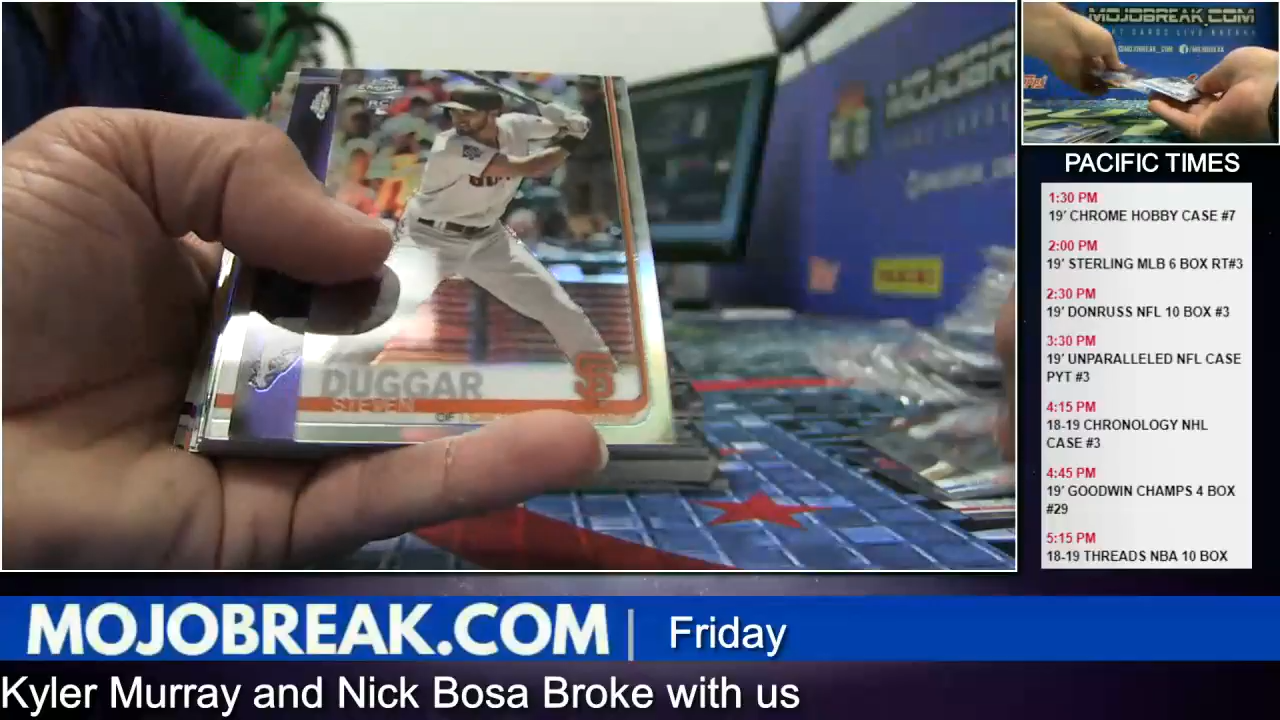 DUGGAR
STEVEN
OF
RC
MOJOBREAK.COM
@MOJOBREAK_COM
/MOJOBREAK
PACIFIC TIMES
1:30 PM
19' CHROME HOBBY CASE #7
2:00 PM
19' STERLING MLB 6 BOX RT#3
2:30 PM
19' DONRUSS NFL 10 BOX #3
3:30 PM
19' UNPARALLELED NFL CASE
PYT #3
4:15 PM
18-19 CHRONOLOGY NHL
CASE #3
4:45 PM
19' GOODWIN CHAMPS 4 BOX
#29
5:15 PM
18-19 THREADS NBA 10 BOX
MOJOBREAK.COM | Friday
Kyler Murray and Nick Bosa Broke with us